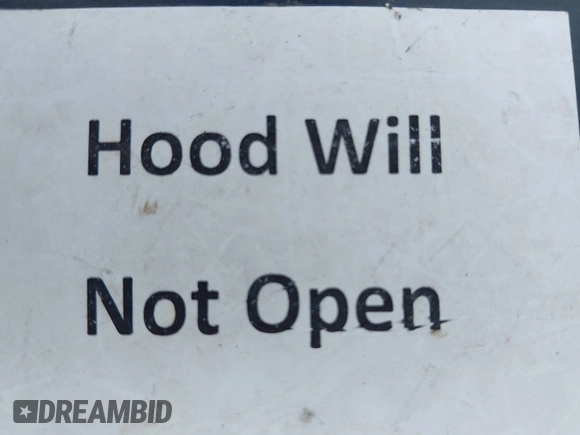 Hood Will
Not Open
DREAMBID